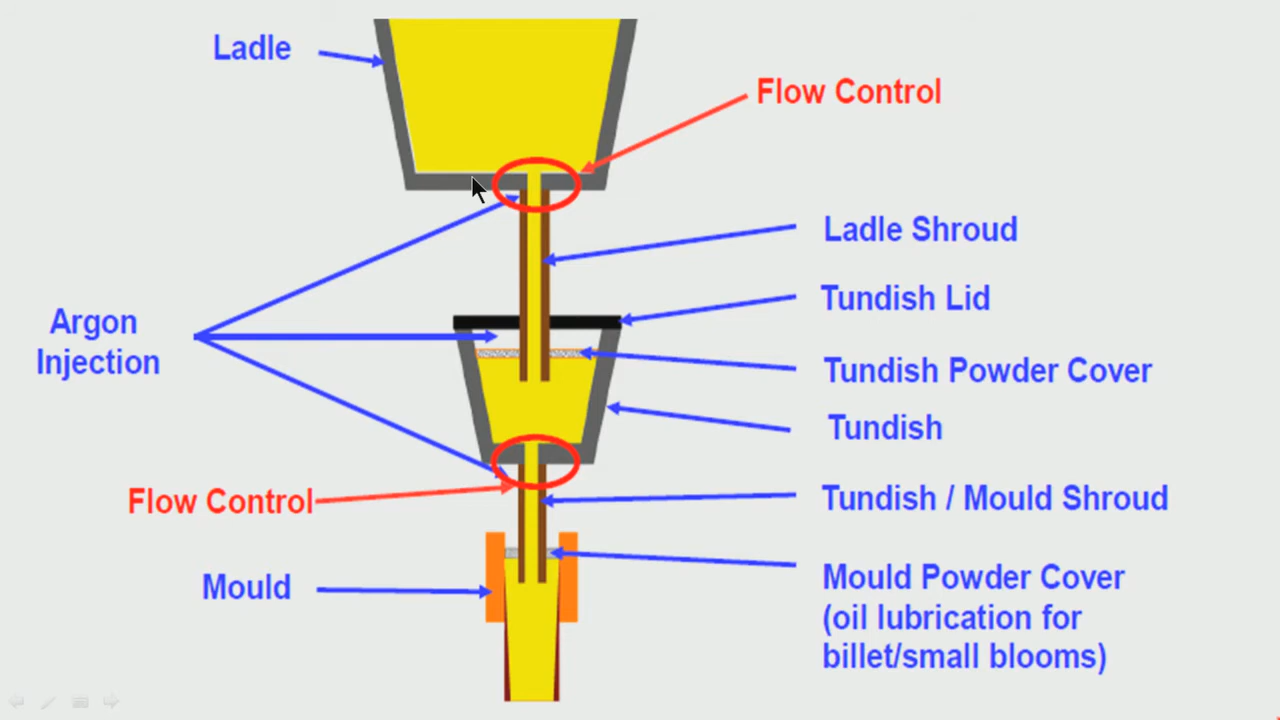 Ladle
Flow Control
Ladle Shroud
Tundish Lid
Argon
Injection
Tundish Powder Cover
Tundish
Flow Control
Tundish / Mould Shroud
Mould
Mould Powder Cover
(oil lubrication for
billet/small blooms)